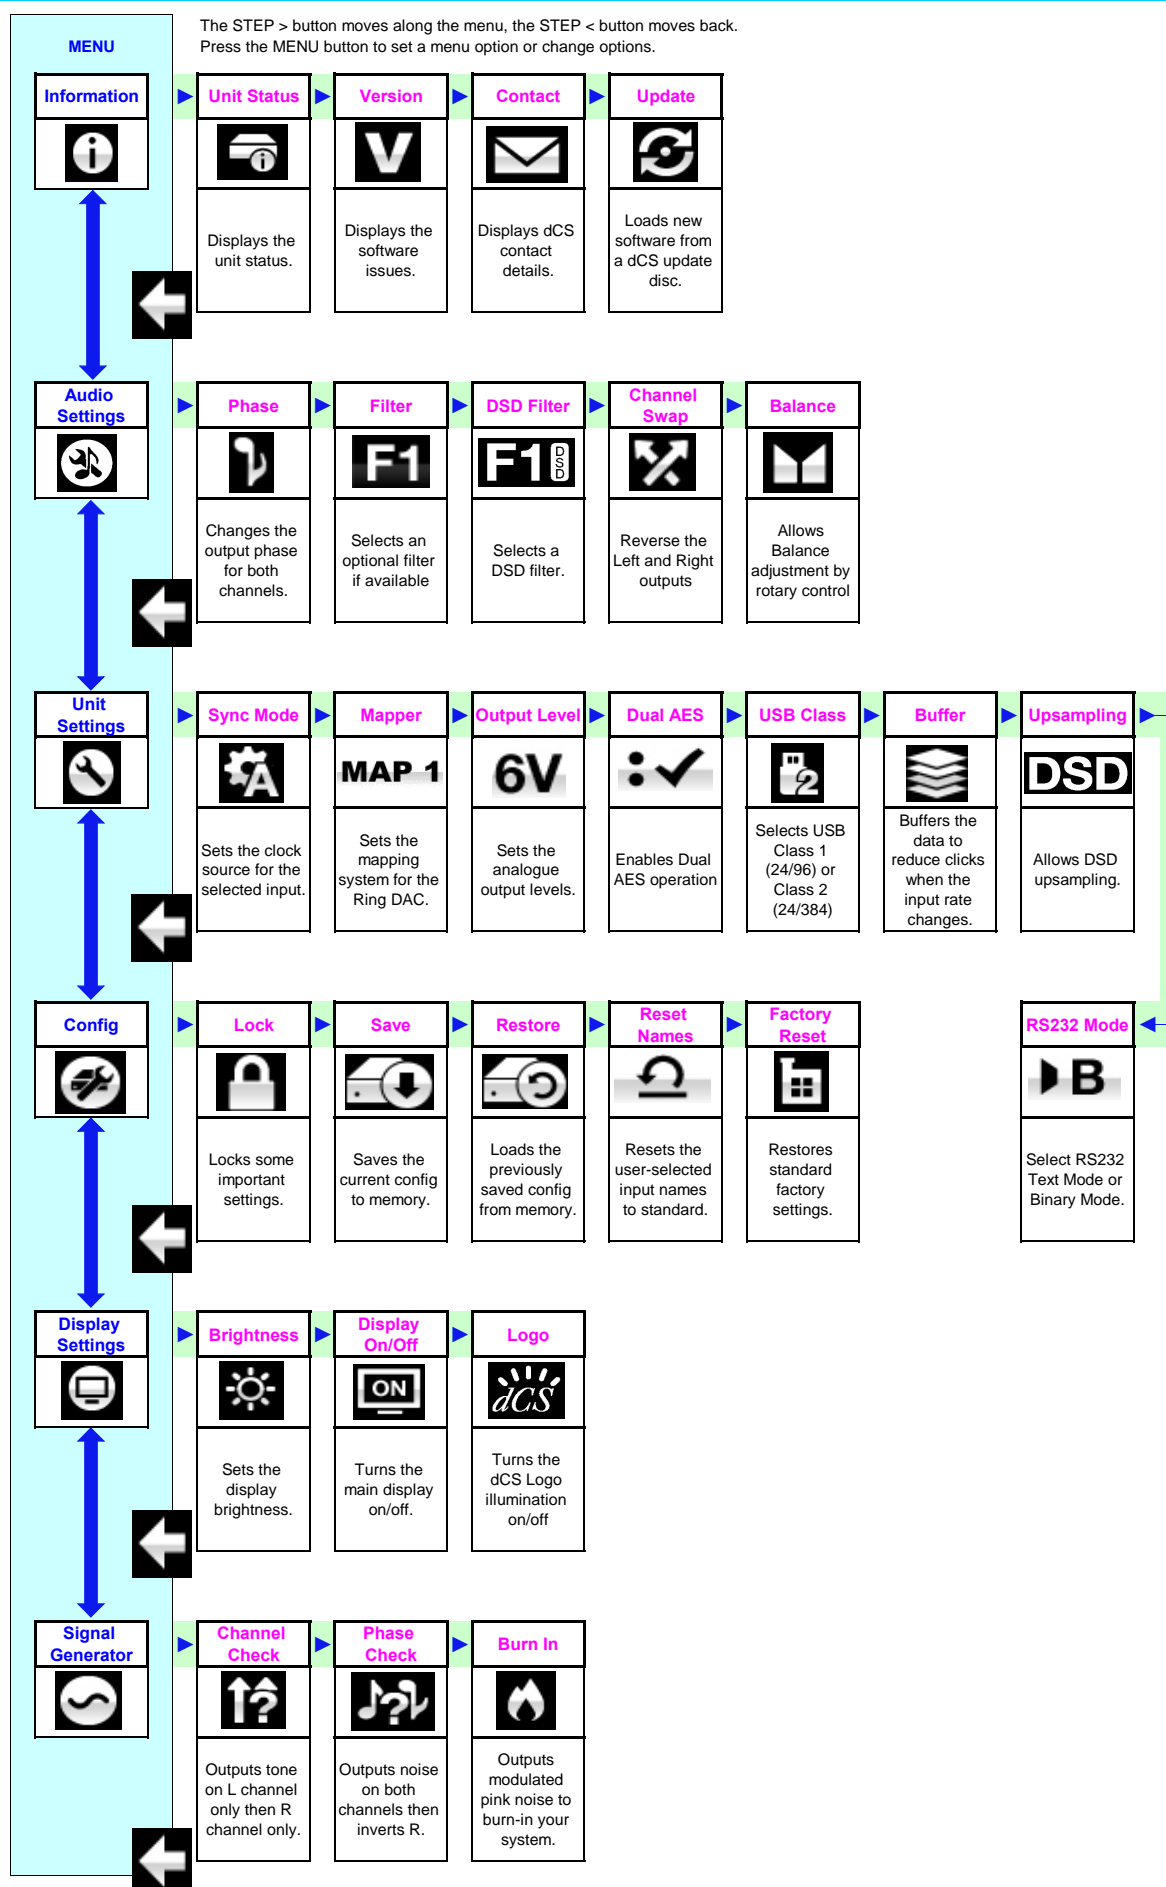 The STEP > button moves along the menu, the STEP < button moves back.
Press the MENU button to set a menu option or change options.
MENU
Information
Unit Status
Version
Contact
Update
V
Displays the
unit status.
Displays the
software
issues.
Displays dCS
contact
details.
Loads new
software from
a dCS update
disc.
Audio
Settings
Phase
Filter
DSD Filter
Channel
Swap
Balance
F1
F1 DSD
Changes the
output phase
for both
channels.
Selects an
optional filter
if available
Selects a
DSD filter.
Reverse the
Left and Right
outputs
Allows
Balance
adjustment by
rotary control
Unit
Settings
Sync Mode
Mapper
Output Level
Dual AES
USB Class
Buffer
Upsampling
A
MAP 1
6V
2
DSD
Sets the clock
source for the
selected input.
Sets the
mapping
system for the
Ring DAC.
Sets the
analogue
output levels.
Enables Dual
AES operation
Selects USB
Class 1
(24/96) or
Class 2
(24/384)
Buffers the
data to
reduce clicks
when the
input rate
changes.
Allows DSD
upsampling.
Config
Lock
Save
Restore
Reset
Names
Factory
Reset
RS232 Mode
B
Locks some
important
settings.
Saves the
current config
to memory.
Loads the
previously
saved config
from memory.
Resets the
user-selected
input names
to standard.
Restores
standard
factory
settings.
Select RS232
Text Mode or
Binary Mode.
Display
Settings
Brightness
Display
On/Off
Logo
ON
dCS
Sets the
display
brightness.
Turns the
main display
on/off.
Turns the
dCS Logo
illumination
on/off
Signal
Generator
Channel
Check
Phase
Check
Burn In
?
?
Outputs tone
on L channel
only then R
channel only.
Outputs noise
on both
channels then
inverts R.
Outputs
modulated
pink noise to
burn-in your
system.